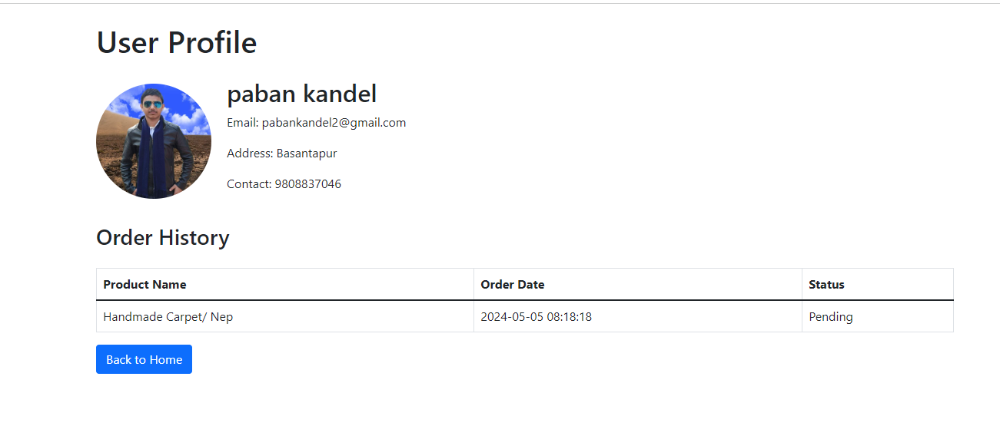 User Profile
paban kandel
Email: pabankandel2@gmail.com
Address: Basantapur
Contact: 9808837046
Order History
Product Name Order Date Status
Handmade Carpet/ Nep 2024-05-05 08:18:18 Pending
Back to Home